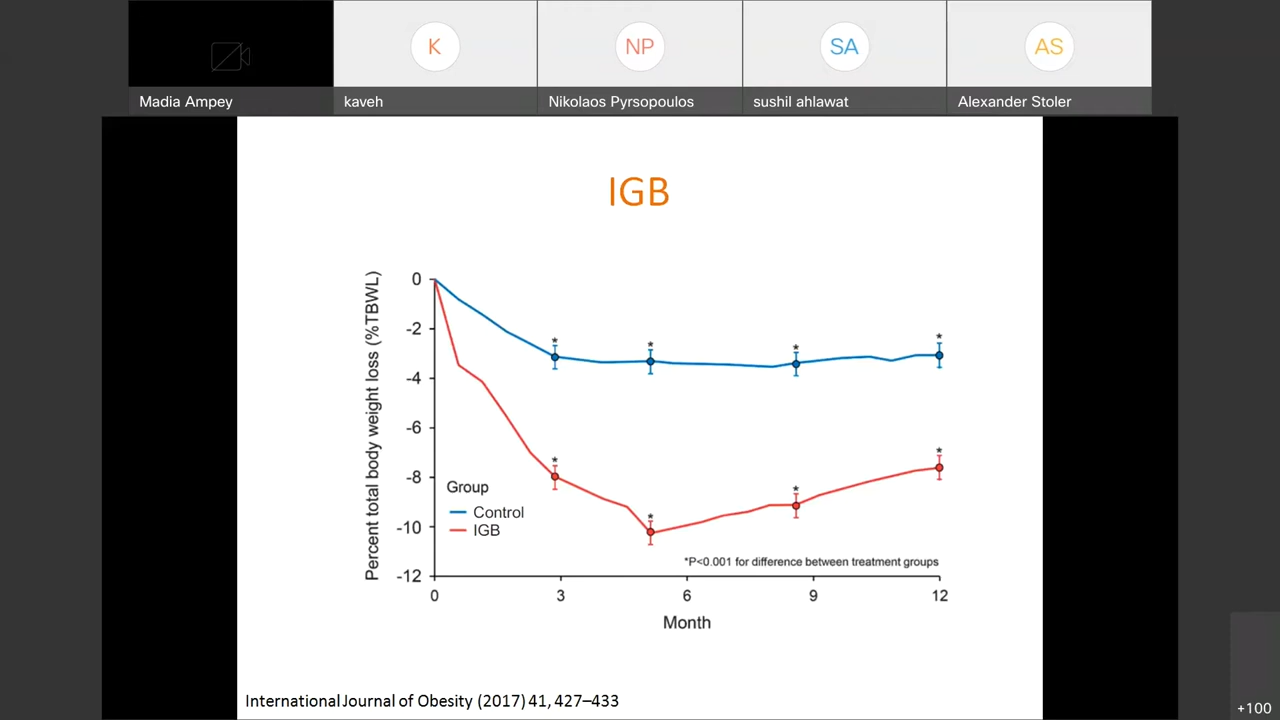 K
NP
SA
AS
Madia Ampey
kaveh
Nikolaos Pyrsopoulos
sushil ahlawat
Alexander Stoler
IGB
Percent total body weight loss (%TBWL)
0
-2
-4
-6
-8
-10
-12
*
*
*
*
*
*
*
*
Group
Control
IGB
*P<0.001 for difference between treatment groups
0
3
6
9
12
Month
International Journal of Obesity (2017) 41, 427–433
+100